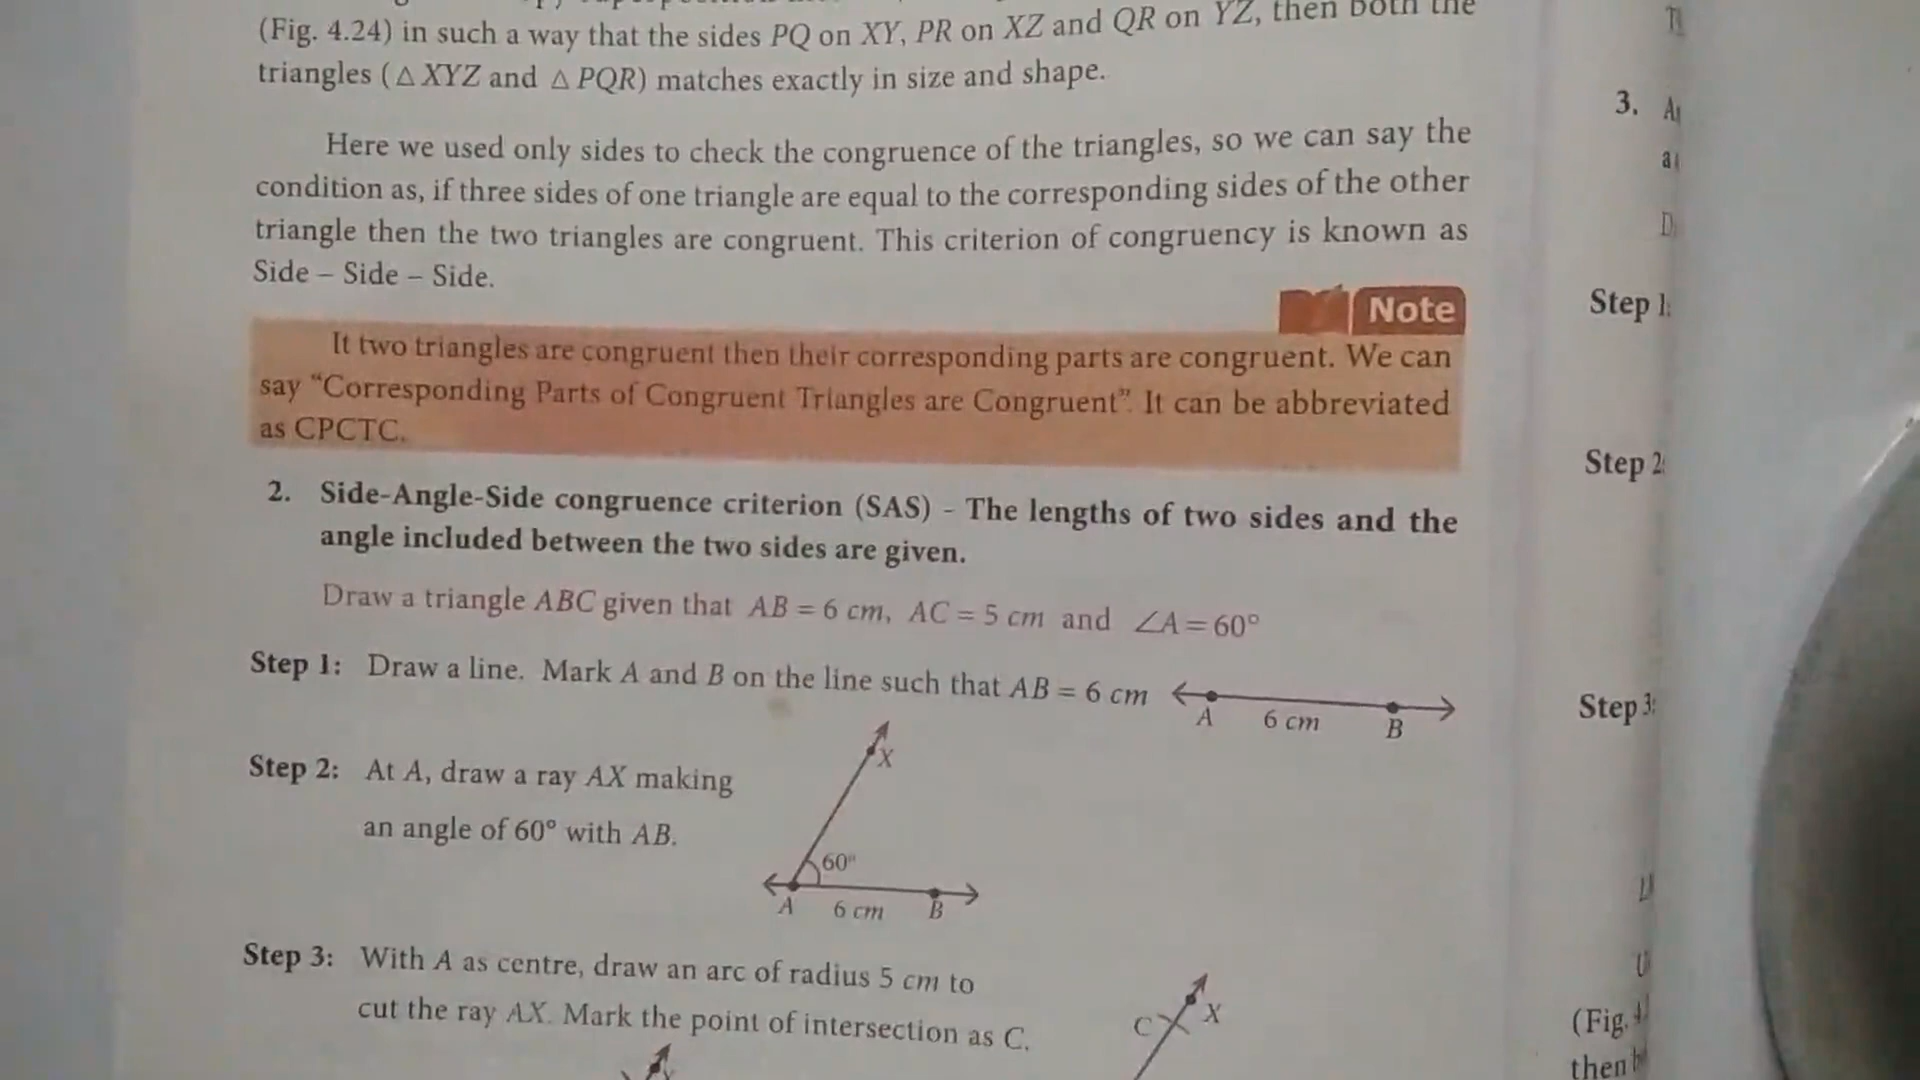 (Fig. 4.24) in such a way that the sides PQ on XY, PR on XZ and QR on YZ, then both the
triangles (△ XYZ and △ PQR) matches exactly in size and shape.
Here we used only sides to check the congruence of the triangles, so we can say the
condition as, if three sides of one triangle are equal to the corresponding sides of the other
triangle then the two triangles are congruent. This criterion of congruency is known as
Side – Side – Side.
Note
It two triangles are congruent then their corresponding parts are congruent. We can
say “Corresponding Parts of Congruent Triangles are Congruent”. It can be abbreviated
as CPCTC.
2. Side-Angle-Side congruence criterion (SAS) - The lengths of two sides and the
angle included between the two sides are given.
Draw a triangle ABC given that AB = 6 cm, AC = 5 cm and ∠A = 60°
Step 1: Draw a line. Mark A and B on the line such that AB = 6 cm
A 6 cm B
Step 2: At A, draw a ray AX making
an angle of 60° with AB.
X
60°
A 6 cm B
Step 3: With A as centre, draw an arc of radius 5 cm to
cut the ray AX. Mark the point of intersection as C.
C X
3.
Step 1:
Step 2:
Step 3:
(Fig.
then